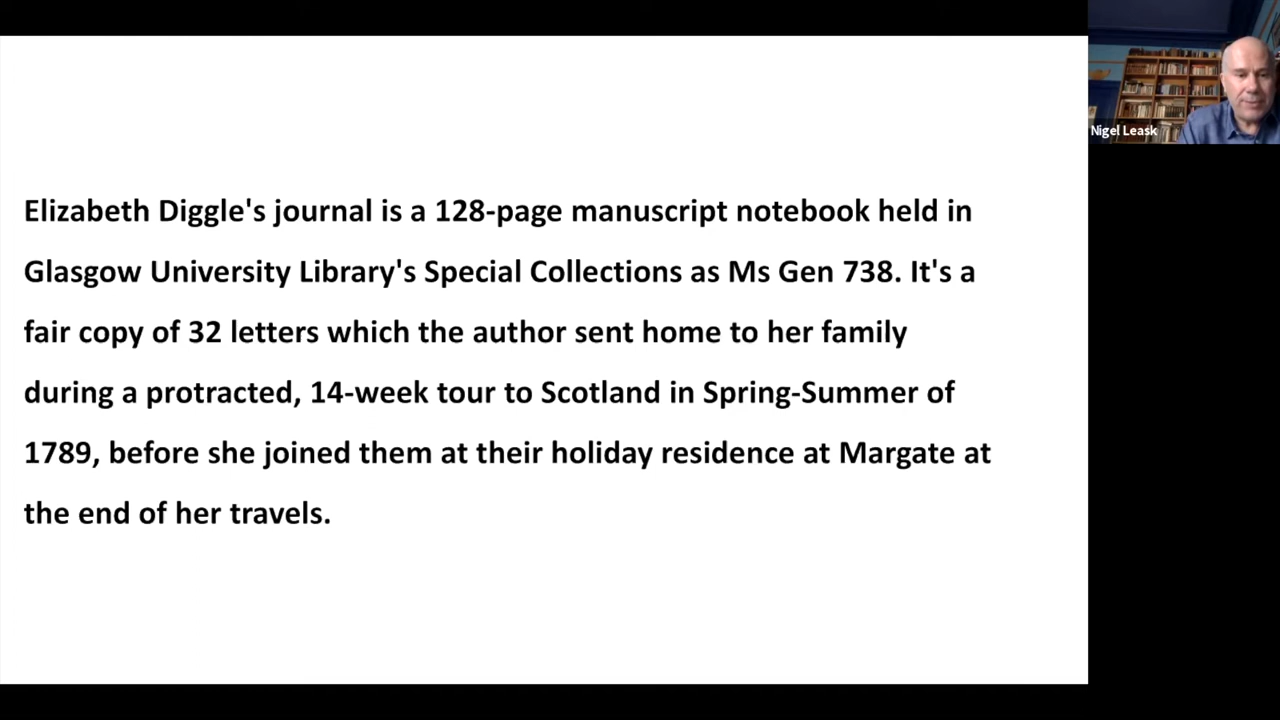 Elizabeth Diggle's journal is a 128-page manuscript notebook held in
Glasgow University Library's Special Collections as Ms Gen 738. It's a
fair copy of 32 letters which the author sent home to her family
during a protracted, 14-week tour to Scotland in Spring-Summer of
1789, before she joined them at their holiday residence at Margate at
the end of her travels.
Nigel Leask